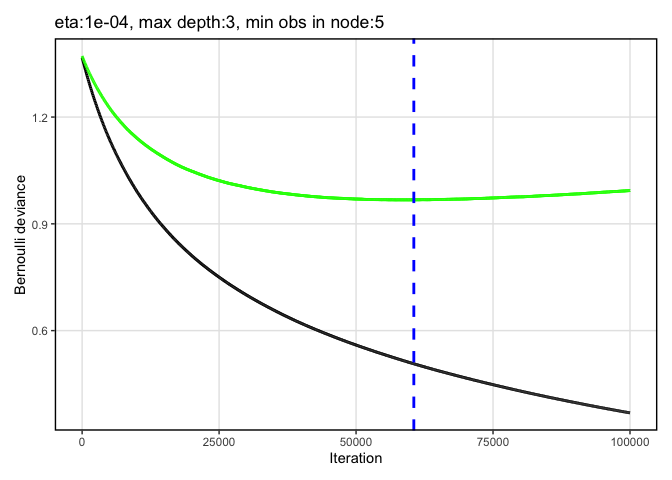 eta:1e-04, max depth:3, min obs in node:5
1.2
0.9
0.6
Bernoulli deviance
0 25000 50000 75000 100000
Iteration